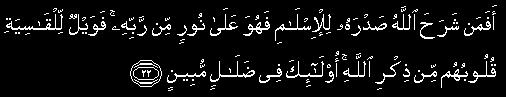 أَفَمَن شَرَحَ ٱللَّهُ صَدْرَهُۥ لِلْإِسْلَـٰمِ فَهُوَ عَلَىٰ نُورٍ مِّن رَّبِّهِۦ ۚ فَوَيْلٌ لِّلْقَـٰسِيَةِ
قُلُوبُهُم مِّن ذِكْرِ ٱللَّهِ ۚ أُو۟لَـٰٓئِكَ فِى ضَلَـٰلٍ مُّبِينٍ ٢٢